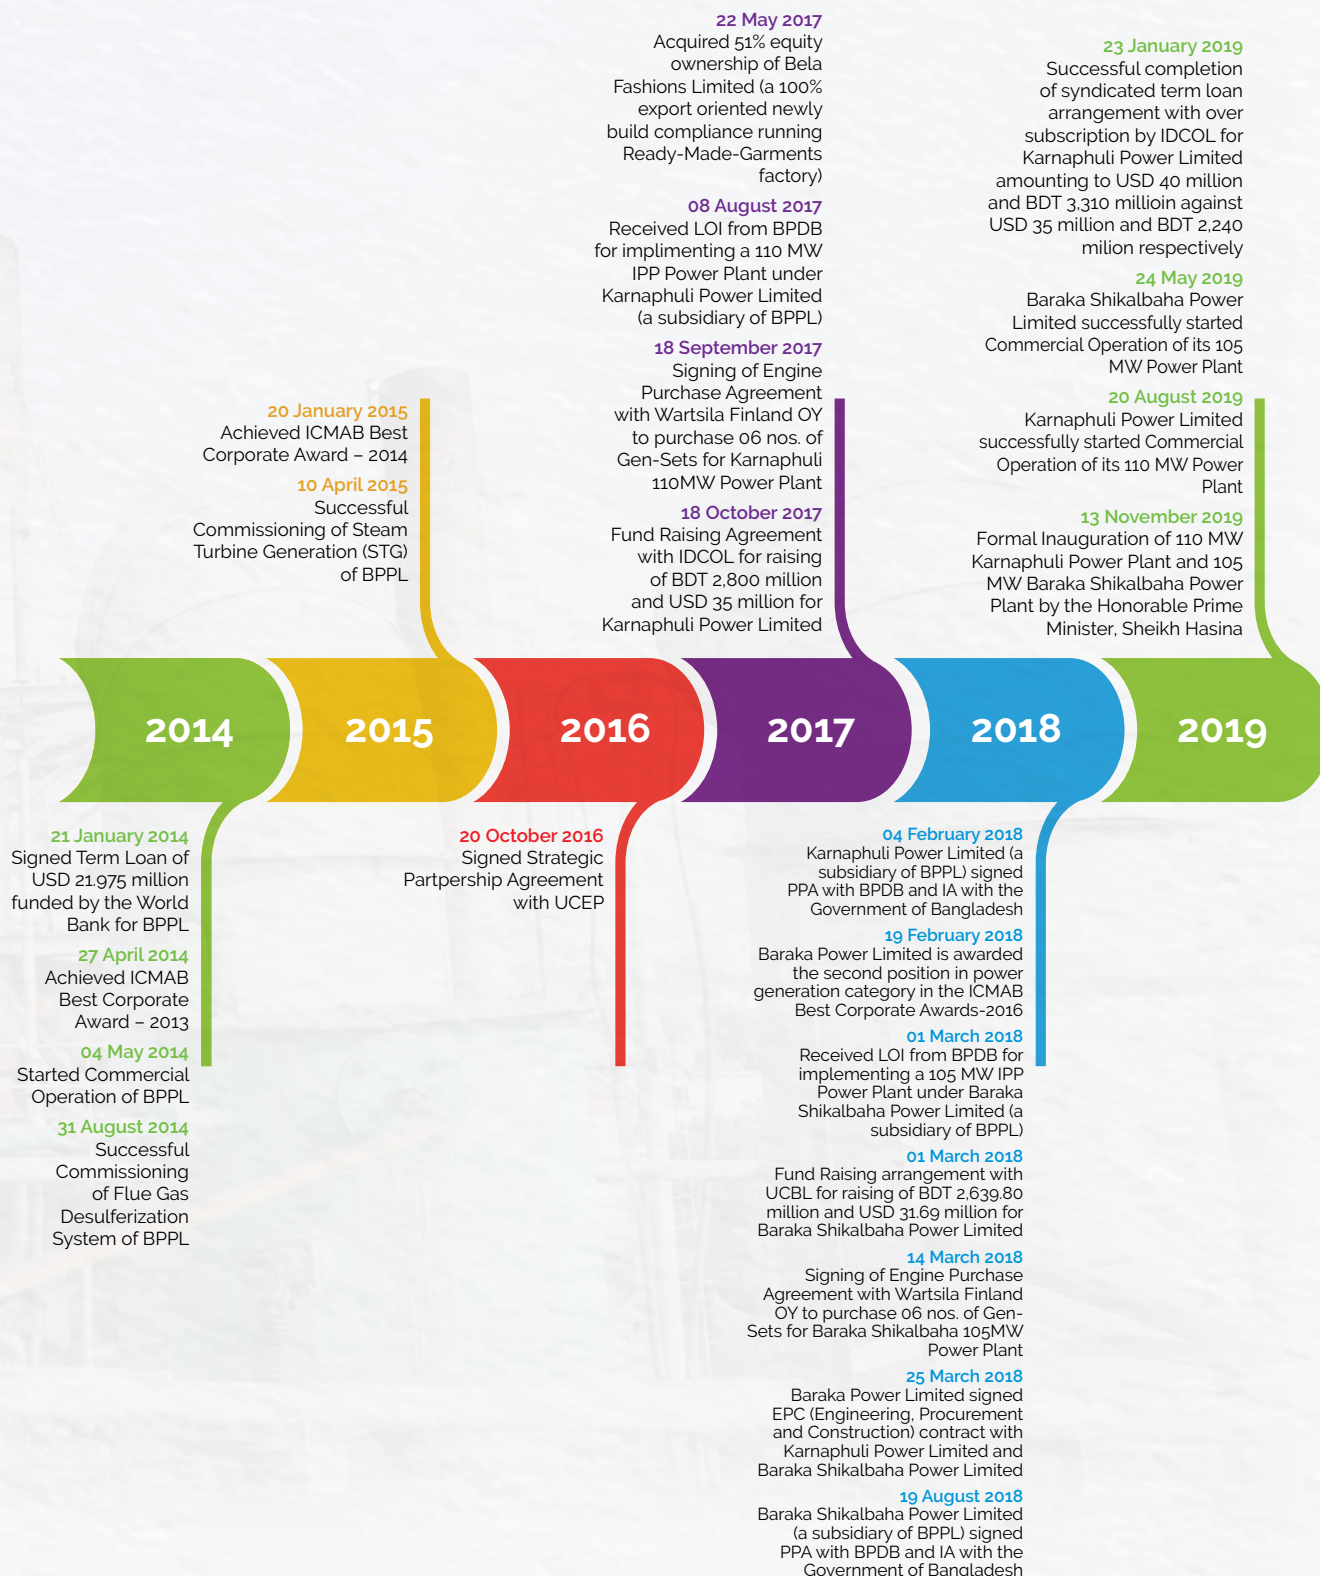 22 May 2017
Acquired 51% equity
ownership of Bela
Fashions Limited (a 100%
export oriented newly
build compliance running
Ready-Made-Garments
factory)
08 August 2017
Received LOI from BPDB
for implimenting a 110 MW
IPP Power Plant under
Karnaphuli Power Limited
(a subsidiary of BPPL)
18 September 2017
Signing of Engine
Purchase Agreement
with Wartsila Finland OY
to purchase 06 nos. of
Gen-Sets for Karnaphuli
110MW Power Plant
18 October 2017
Fund Raising Agreement
with IDCOL for raising
of BDT 2,800 million
and USD 35 million for
Karnaphuli Power Limited
23 January 2019
Successful completion
of syndicated term loan
arrangement with over
subscription by IDCOL for
Karnaphuli Power Limited
amounting to USD 40 million
and BDT 3,310 millioin against
USD 35 million and BDT 2,240
milion respectively
24 May 2019
Baraka Shikalbaha Power
Limited successfully started
Commercial Operation of its 105
MW Power Plant
20 August 2019
Karnaphuli Power Limited
successfully started Commercial
Operation of its 110 MW Power
Plant
13 November 2019
Formal Inauguration of 110 MW
Karnaphuli Power Plant and 105
MW Baraka Shikalbaha Power
Plant by the Honorable Prime
Minister, Sheikh Hasina
20 January 2015
Achieved ICMAB Best
Corporate Award – 2014
10 April 2015
Successful
Commissioning of Steam
Turbine Generation (STG)
of BPPL
2014
2015
2016
2017
2018
2019
21 January 2014
Signed Term Loan of
USD 21.975 million
funded by the World
Bank for BPPL
27 April 2014
Achieved ICMAB
Best Corporate
Award – 2013
04 May 2014
Started Commercial
Operation of BPPL
31 August 2014
Successful
Commissioning
of Flue Gas
Desulferization
System of BPPL
20 October 2016
Signed Strategic
Partpership Agreement
with UCEP
04 February 2018
Karnaphuli Power Limited (a
subsidiary of BPPL) signed
PPA with BPDB and IA with the
Government of Bangladesh
19 February 2018
Baraka Power Limited is awarded
the second position in power
generation category in the ICMAB
Best Corporate Awards-2016
01 March 2018
Received LOI from BPDB for
implementing a 105 MW IPP
Power Plant under Baraka
Shikalbaha Power Limited (a
subsidiary of BPPL)
01 March 2018
Fund Raising arrangement with
UCBL for raising of BDT 2,639.80
million and USD 31.69 million for
Baraka Shikalbaha Power Limited
14 March 2018
Signing of Engine Purchase
Agreement with Wartsila Finland
OY to purchase 06 nos. of Gen-
Sets for Baraka Shikalbaha 105MW
Power Plant
25 March 2018
Baraka Power Limited signed
EPC (Engineering, Procurement
and Construction) contract with
Karnaphuli Power Limited and
Baraka Shikalbaha Power Limited
19 August 2018
Baraka Shikalbaha Power Limited
(a subsidiary of BPPL) signed
PPA with BPDB and IA with the
Government of Bangladesh